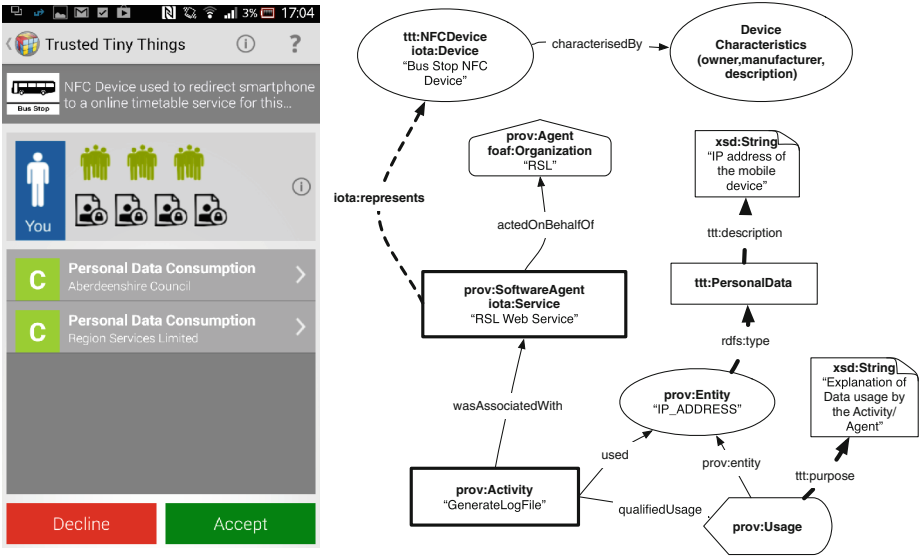 3% 17:04
Trusted Tiny Things
i
?
NFC Device used to redirect smartphone
to a online timetable service for this...
Bus Stop
You
i
C
Personal Data Consumption
Aberdeenshire Council
C
Personal Data Consumption
Region Services Limited
Decline
Accept
ttt:NFCDevice
iota:Device
“Bus Stop NFC
Device”
characterisedBy
Device
Characteristics
(owner,manufacturer,
description)
prov:Agent
foaf:Organization
“RSL”
xsd:String
“IP address of
the mobile
device”
iota:represents
actedOnBehalfOf
ttt:description
prov:SoftwareAgent
iota:Service
“RSL Web Service”
ttt:PersonalData
rdfs:type
wasAssociatedWith
prov:Entity
“IP_ADDRESS”
xsd:String
“Explanation of
Data usage by
the Activity/
Agent”
used
prov:entity
ttt:purpose
prov:Activity
“GenerateLogFile”
qualifiedUsage
prov:Usage